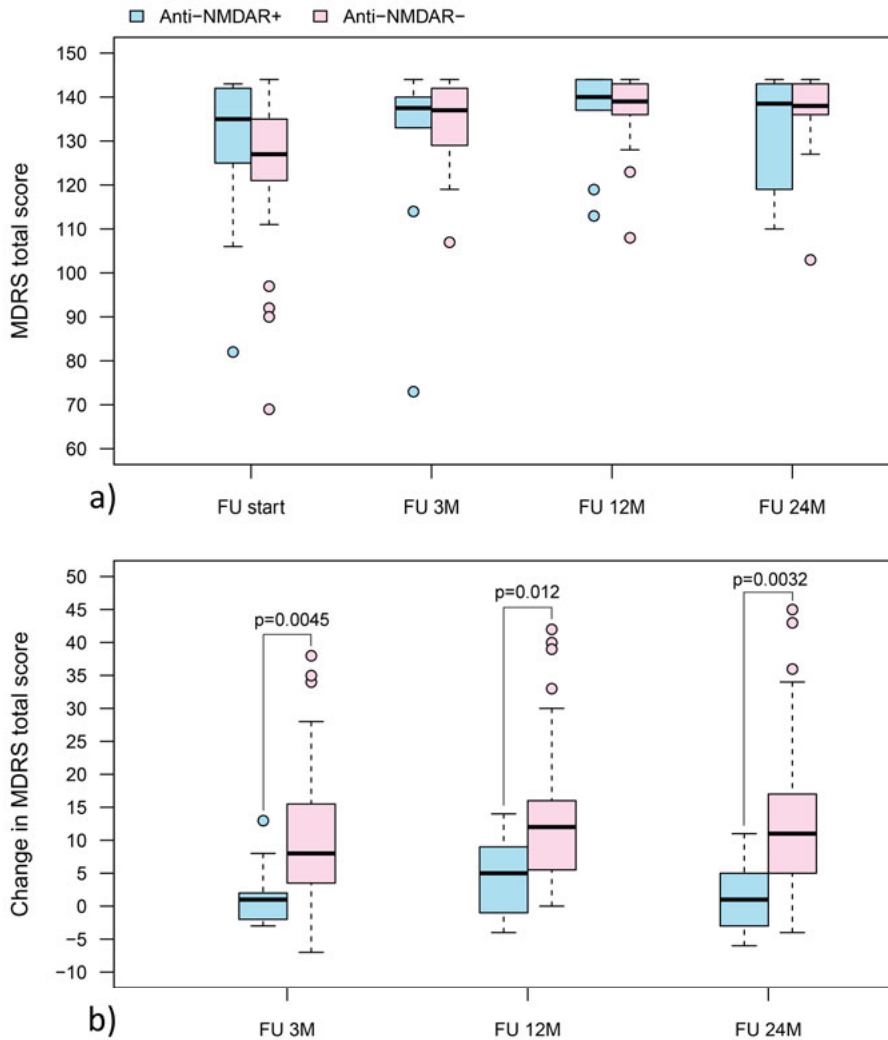 Anti−NMDAR+ Anti−NMDAR−
MDRS total score
150
140
130
120
110
100
90
80
70
60
a)
FU start FU 3M FU 12M FU 24M
Change in MDRS total score
50
45
40
35
30
25
20
15
10
5
0
−5
−10
p=0.0045
p=0.012
p=0.0032
b)
FU 3M FU 12M FU 24M